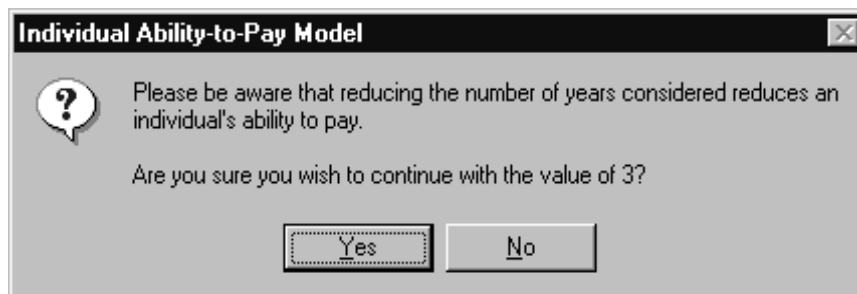 Individual Ability-to-Pay Model
Please be aware that reducing the number of years considered reduces an
individual's ability to pay.
Are you sure you wish to continue with the value of 3?
Yes
No